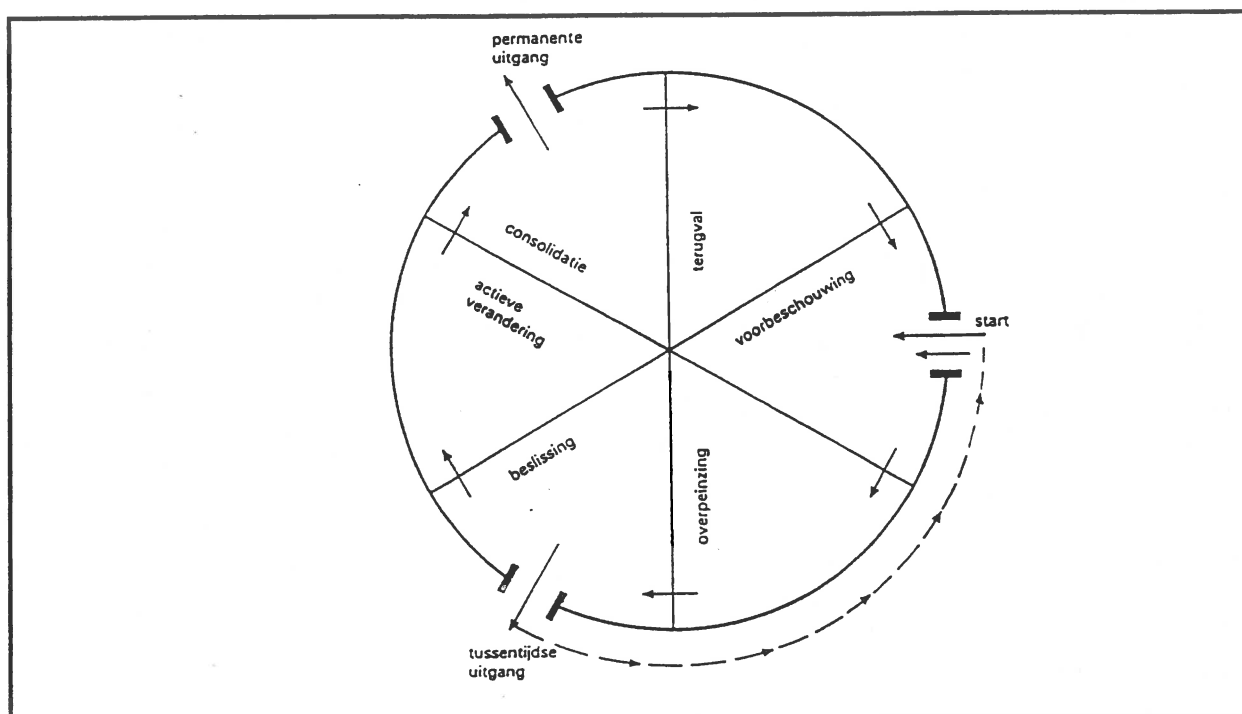 permanente
uitgang
consolidatie
terugval
actieve
verandering
voorbeschouwing
start
beslissing
overpeinzing
tussentijdse
uitgang